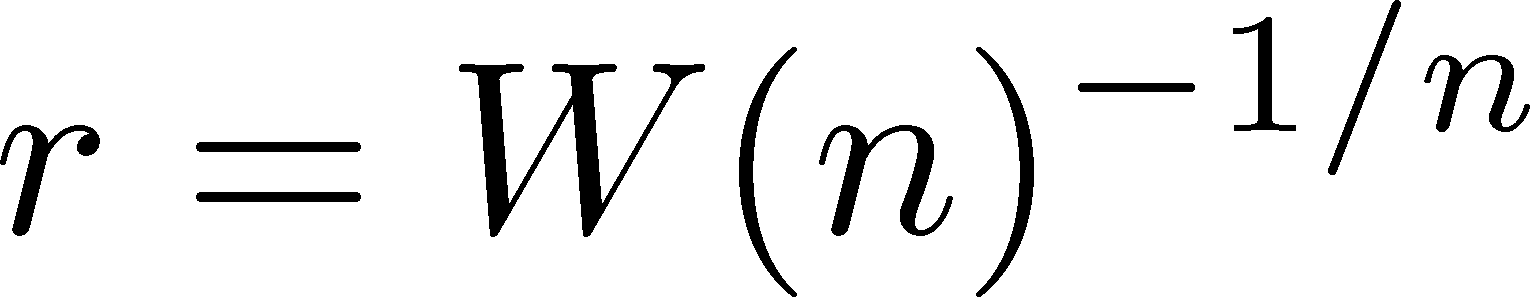 r = W(n)^{-1/n}